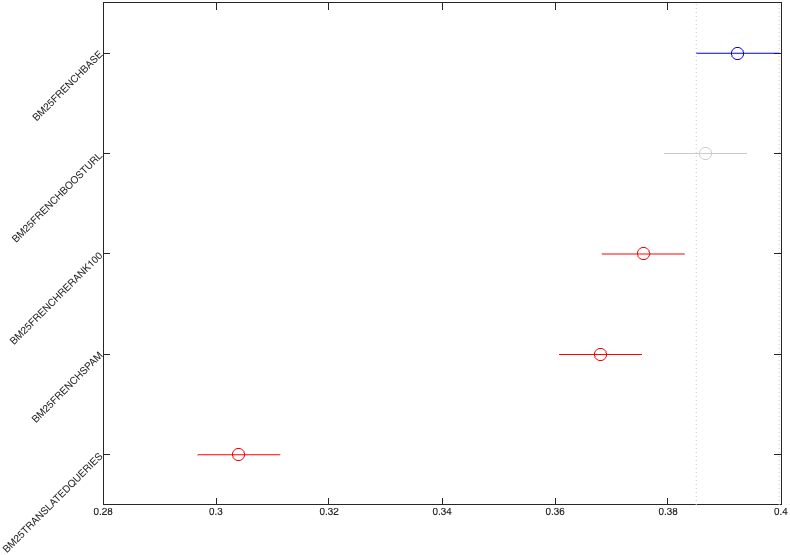 BM25FRENCHBASE
BM25FRENCHBOOSTURL
BM25FRENCHRERANK100
BM25FRENCHSPAM
BM25TRANSLATEDQUERIES
0.28 0.3 0.32 0.34 0.36 0.38 0.4